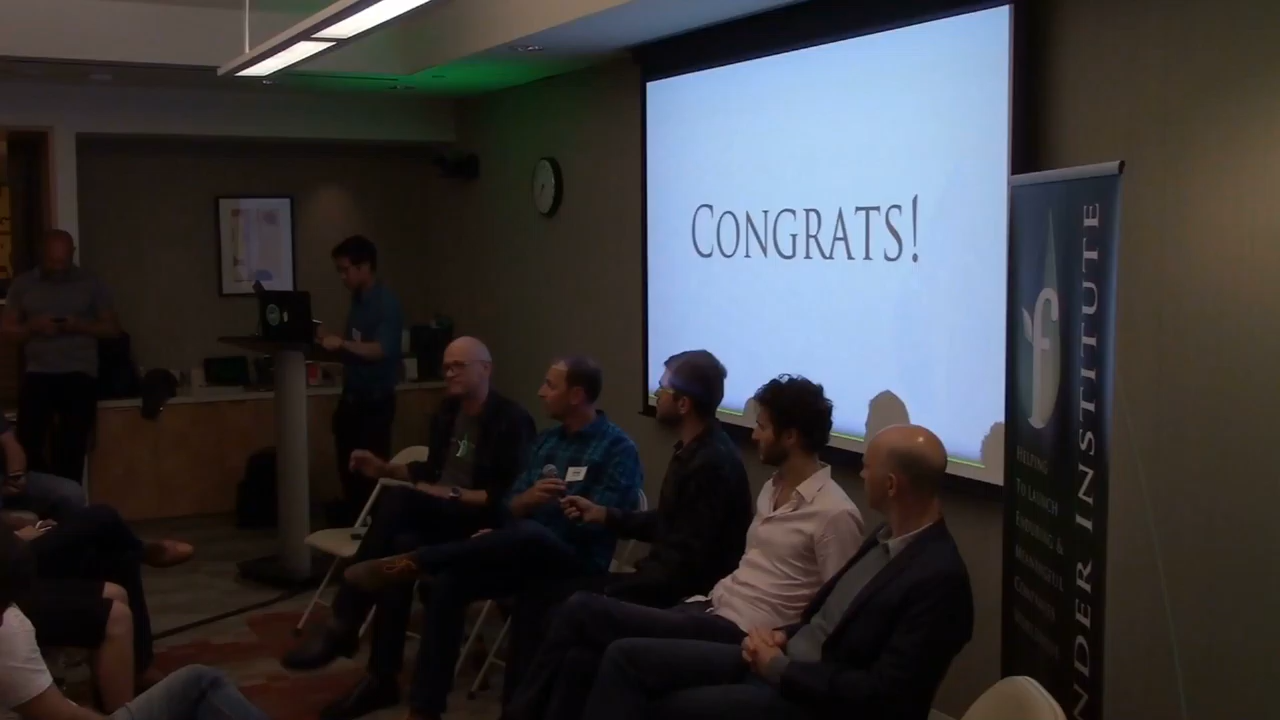 CONGRATS!
f
NDER INSTITUTE
HELPING
TO LAUNCH
ENDURING &
MEANINGFUL
COMPANIES